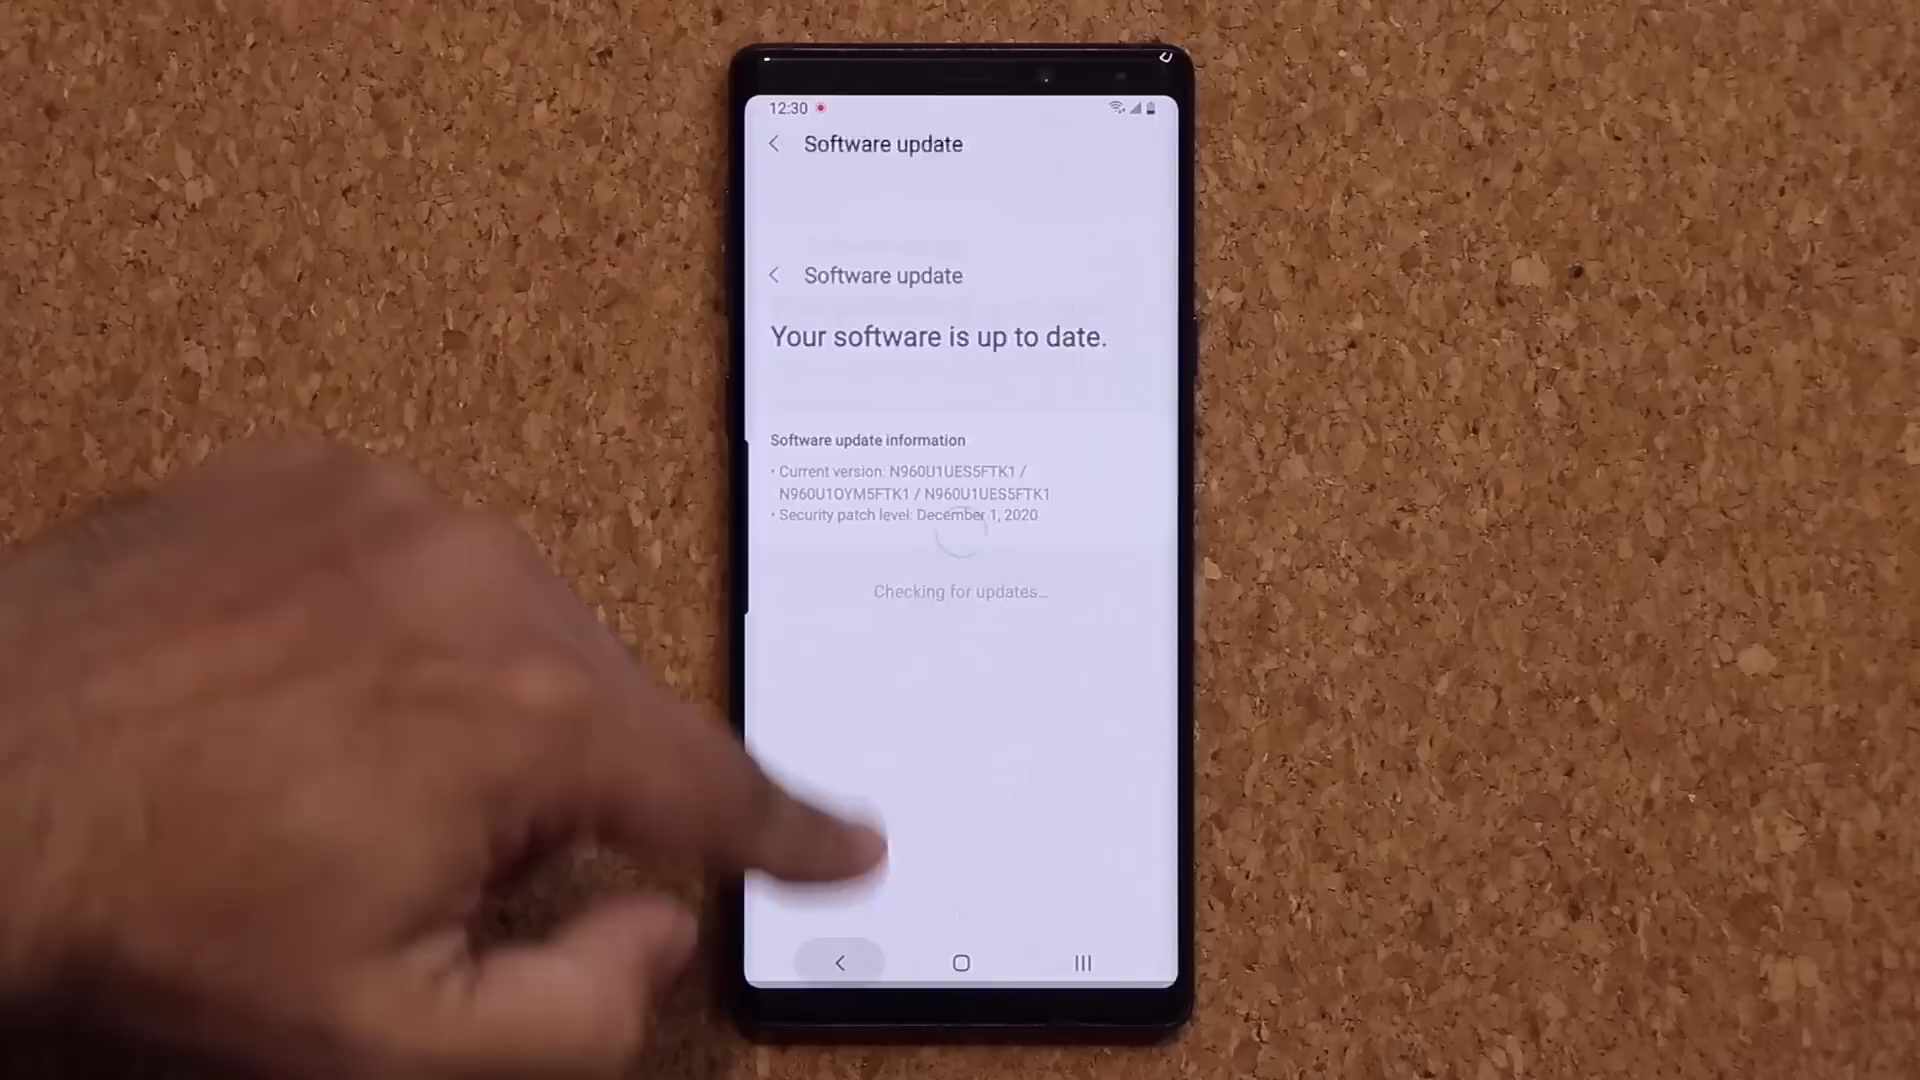 12:30
Software update
Software update
Your software is up to date.
Software update information
• Current version: N960U1UES5FTK1 /
N960U1OYM5FTK1 / N960U1UES5FTK1
• Security patch level: December 1, 2020
Checking for updates...